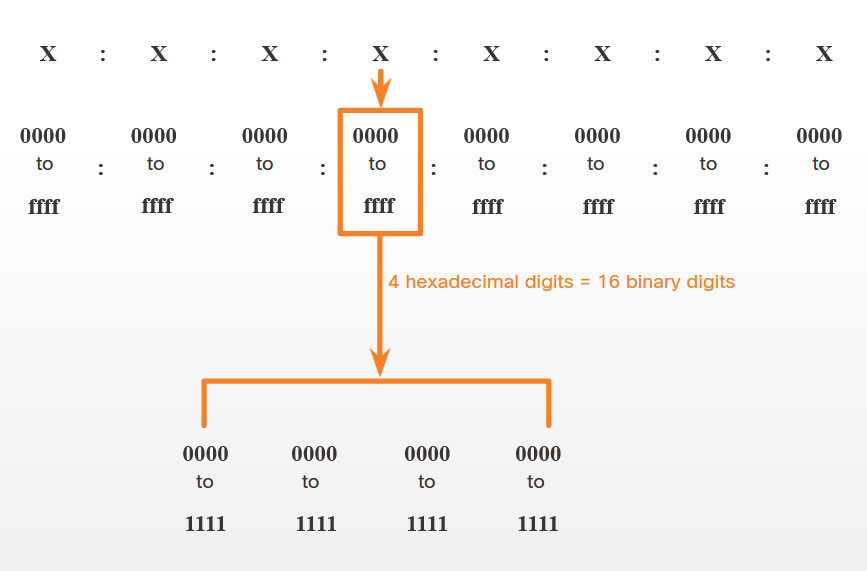 X : X : X : X : X : X : X : X
0000 0000 0000 0000 0000 0000 0000 0000
to : to : to : to : to : to : to : to
ffff ffff ffff ffff ffff ffff ffff ffff
4 hexadecimal digits = 16 binary digits
0000 0000 0000 0000
to to to to
1111 1111 1111 1111